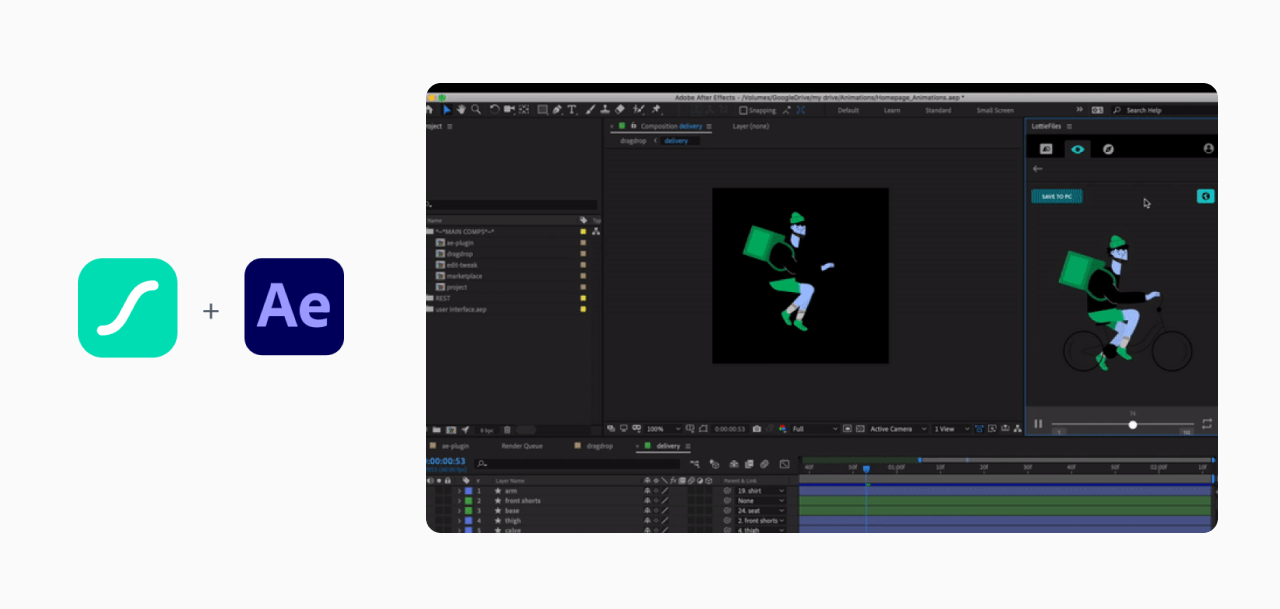 Ae
+
Adobe After Effects - /Volumes/GoogleDrive/my drive/Animations/Homepage_Animations.aep *
Snapping
Default
Learn
Standard
Small Screen
Search Help
roject
Composition delivery
Layer (none)
dragdrop
delivery
LottieFiles
SAVE TO PC
Name
Typ
*~*MAIN COMPS*~*
ae-plugin
dragdrop
edit-tweak
marketplace
project
REST
user interface.aep
8 bpc
100%
0:00:00:53
Full
Active Camera
1 View
74
1
ae-plugin
Render Queue
dragdrop
delivery
:00:00:53
40f
50f
01:00f
10f
20f
30f
40f
50f
02:00f
10f
#
Layer Name
Parent & Link
1 arm 19. shirt
2 front shorts None
3 base 24. seat
4 thigh 2. front shorts
5 calve 4. thigh